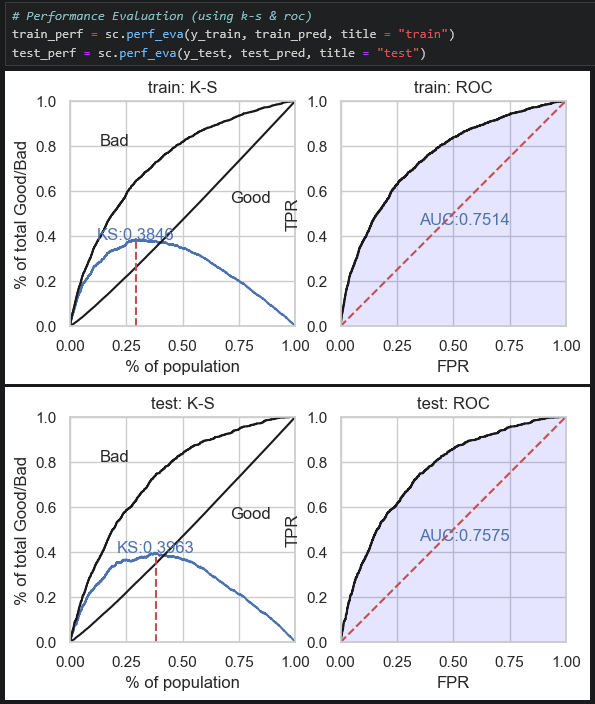 # Performance Evaluation (using k-s & roc)
train_perf = sc.perf_eva(y_train, train_pred, title = "train")
test_perf = sc.perf_eva(y_test, test_pred, title = "test")
train: K-S
% of total Good/Bad
1.0
0.8
0.6
0.4
0.2
0.0
Bad
Good
KS:0.3846
0.00 0.25 0.50 0.75 1.00
% of population
train: ROC
TPR
1.0
0.8
0.6
0.4
0.2
0.0
AUC:0.7514
0.00 0.25 0.50 0.75 1.00
FPR
test: K-S
% of total Good/Bad
1.0
0.8
0.6
0.4
0.2
0.0
Bad
Good
KS:0.3963
0.00 0.25 0.50 0.75 1.00
% of population
test: ROC
TPR
1.0
0.8
0.6
0.4
0.2
0.0
AUC:0.7575
0.00 0.25 0.50 0.75 1.00
FPR